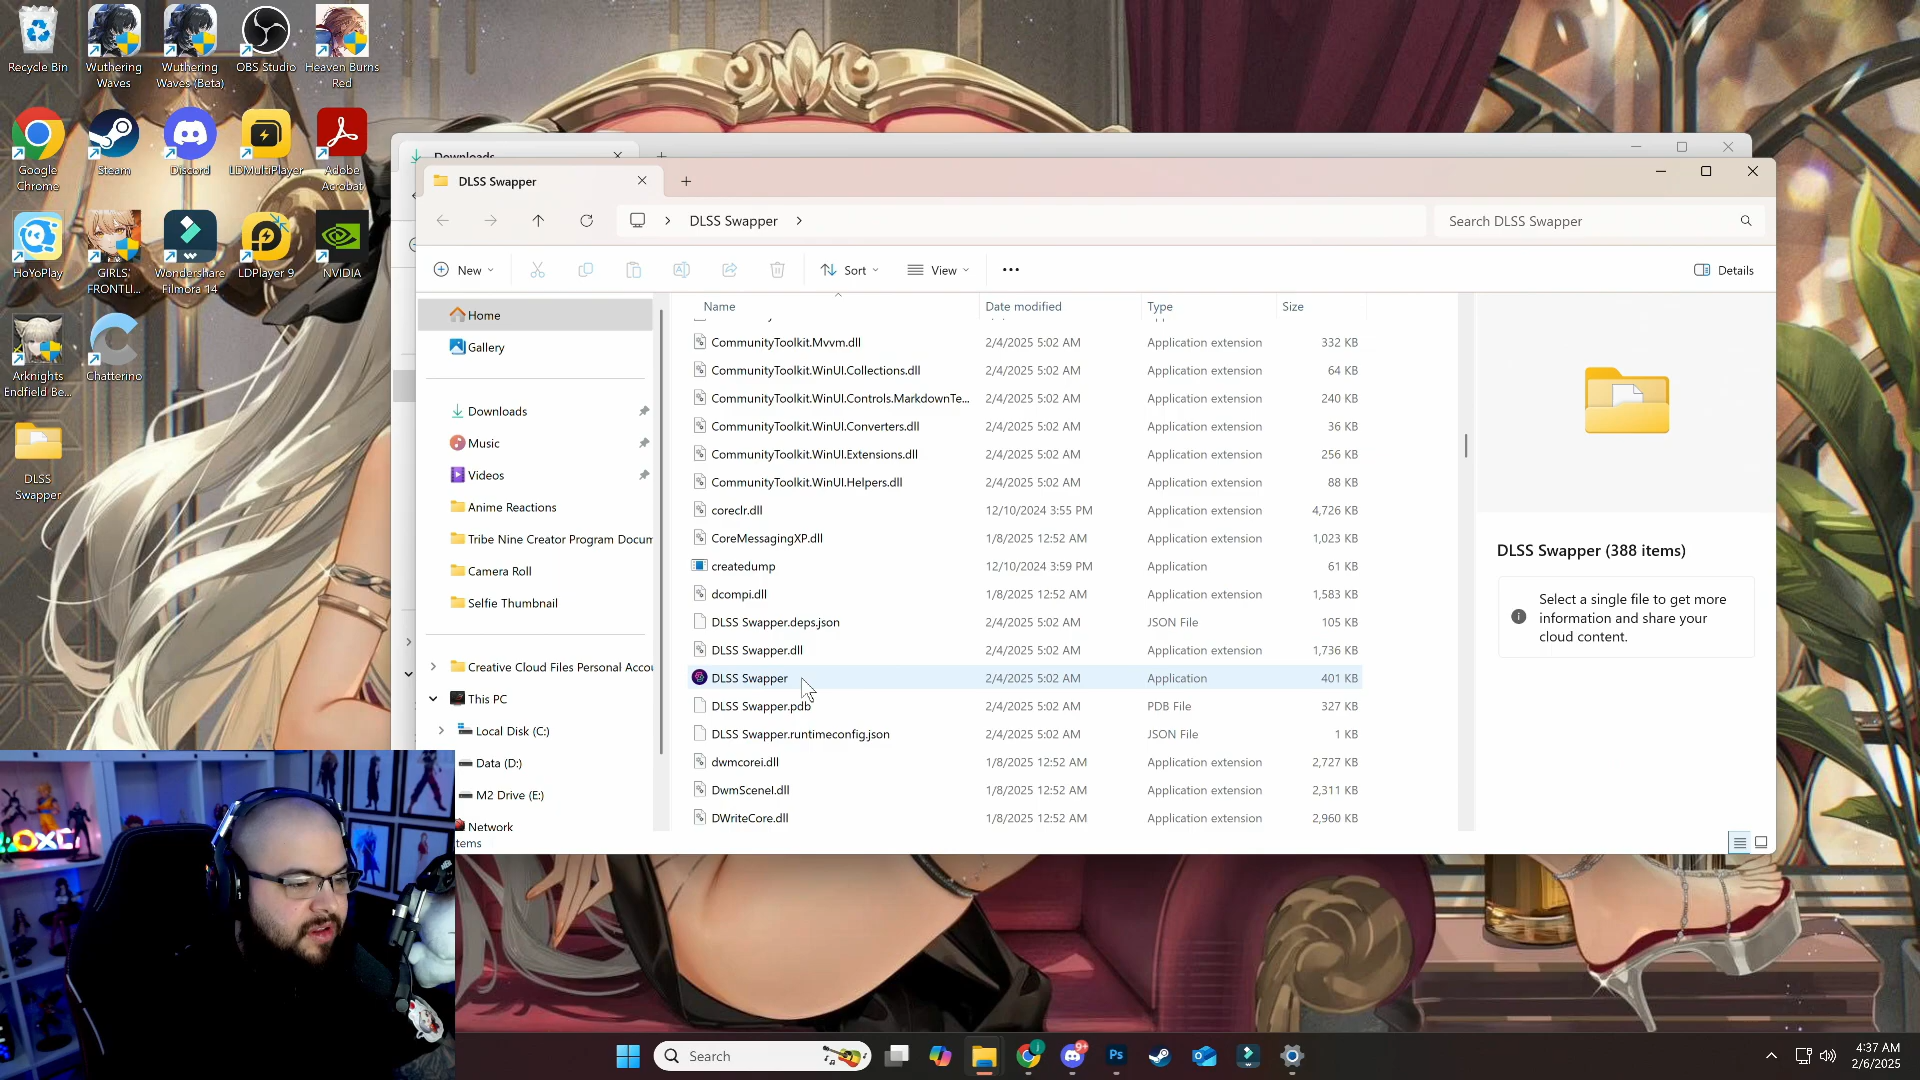 Recycle Bin
Wuthering
Waves
Wuthering
Waves (Beta)
OBS Studio
Heaven Burns
Red
Google
Chrome
Steam
Discord
LDMultiPlayer
Adobe
Acrobat
HoYoPlay
GIRLS'
FRONTLI...
Wondershare
Filmora 14
LDPlayer 9
NVIDIA
Arknights
Endfield Be...
Chatterino
DLSS
Swapper
Downloads
DLSS Swapper
DLSS Swapper
Search DLSS Swapper
New
Sort
View
Details
Home
Gallery
Downloads
Music
Videos
Anime Reactions
Tribe Nine Creator Program Docum
Camera Roll
Selfie Thumbnail
Creative Cloud Files Personal Accou
This PC
Local Disk (C:)
Data (D:)
M2 Drive (E:)
Network
tems
Name Date modified Type Size
CommunityToolkit.Mvvm.dll 2/4/2025 5:02 AM Application extension 332 KB
CommunityToolkit.WinUI.Collections.dll 2/4/2025 5:02 AM Application extension 64 KB
CommunityToolkit.WinUI.Controls.MarkdownTe... 2/4/2025 5:02 AM Application extension 240 KB
CommunityToolkit.WinUI.Converters.dll 2/4/2025 5:02 AM Application extension 36 KB
CommunityToolkit.WinUI.Extensions.dll 2/4/2025 5:02 AM Application extension 256 KB
CommunityToolkit.WinUI.Helpers.dll 2/4/2025 5:02 AM Application extension 88 KB
coreclr.dll 12/10/2024 3:55 PM Application extension 4,726 KB
CoreMessagingXP.dll 1/8/2025 12:52 AM Application extension 1,023 KB
createdump 12/10/2024 3:59 PM Application 61 KB
dcompi.dll 1/8/2025 12:52 AM Application extension 1,583 KB
DLSS Swapper.deps.json 2/4/2025 5:02 AM JSON File 105 KB
DLSS Swapper.dll 2/4/2025 5:02 AM Application extension 1,736 KB
DLSS Swapper 2/4/2025 5:02 AM Application 401 KB
DLSS Swapper.pdb 2/4/2025 5:02 AM PDB File 327 KB
DLSS Swapper.runtimeconfig.json 2/4/2025 5:02 AM JSON File 1 KB
dwmcorei.dll 1/8/2025 12:52 AM Application extension 2,727 KB
DwmSceneI.dll 1/8/2025 12:52 AM Application extension 2,311 KB
DWriteCore.dll 1/8/2025 12:52 AM Application extension 2,960 KB
DLSS Swapper (388 items)
Select a single file to get more
information and share your
cloud content.
Search
Ps
9+
4:37 AM
2/6/2025